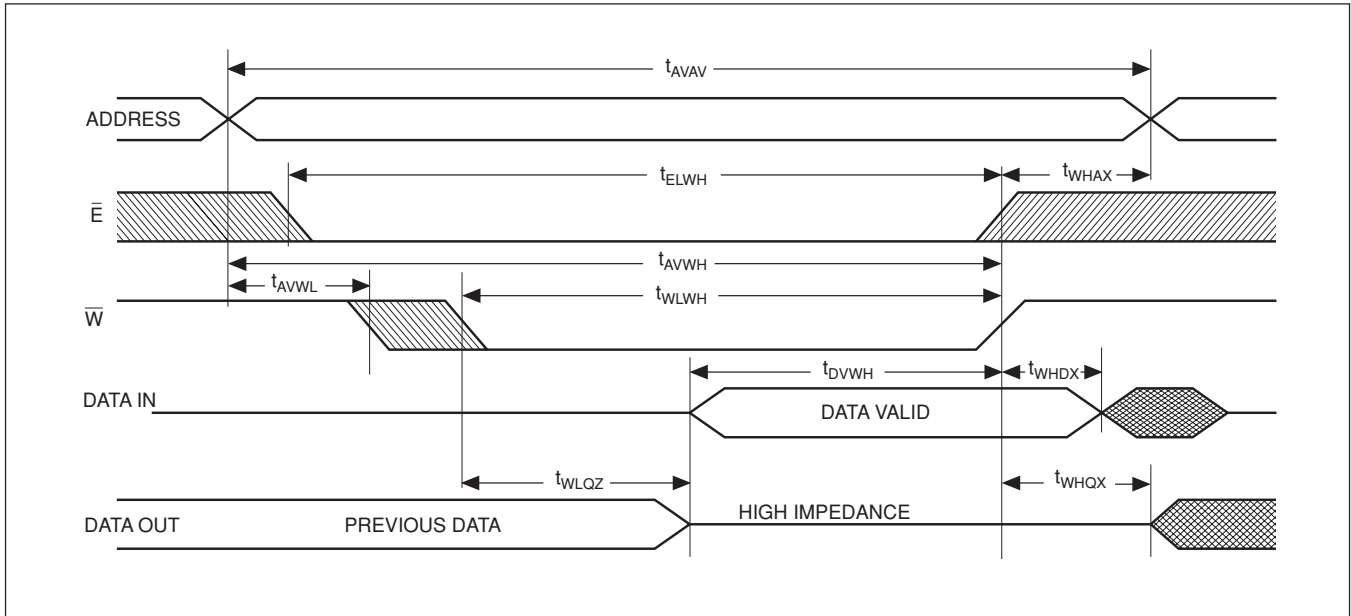 tAVAV
ADDRESS
tELWH
tWHAX
E̅
tAVWH
tAVWL
tWLWH
W̅
tDVWH
tWHDX
DATA IN
DATA VALID
tWLQZ
tWHQX
DATA OUT
PREVIOUS DATA
HIGH IMPEDANCE